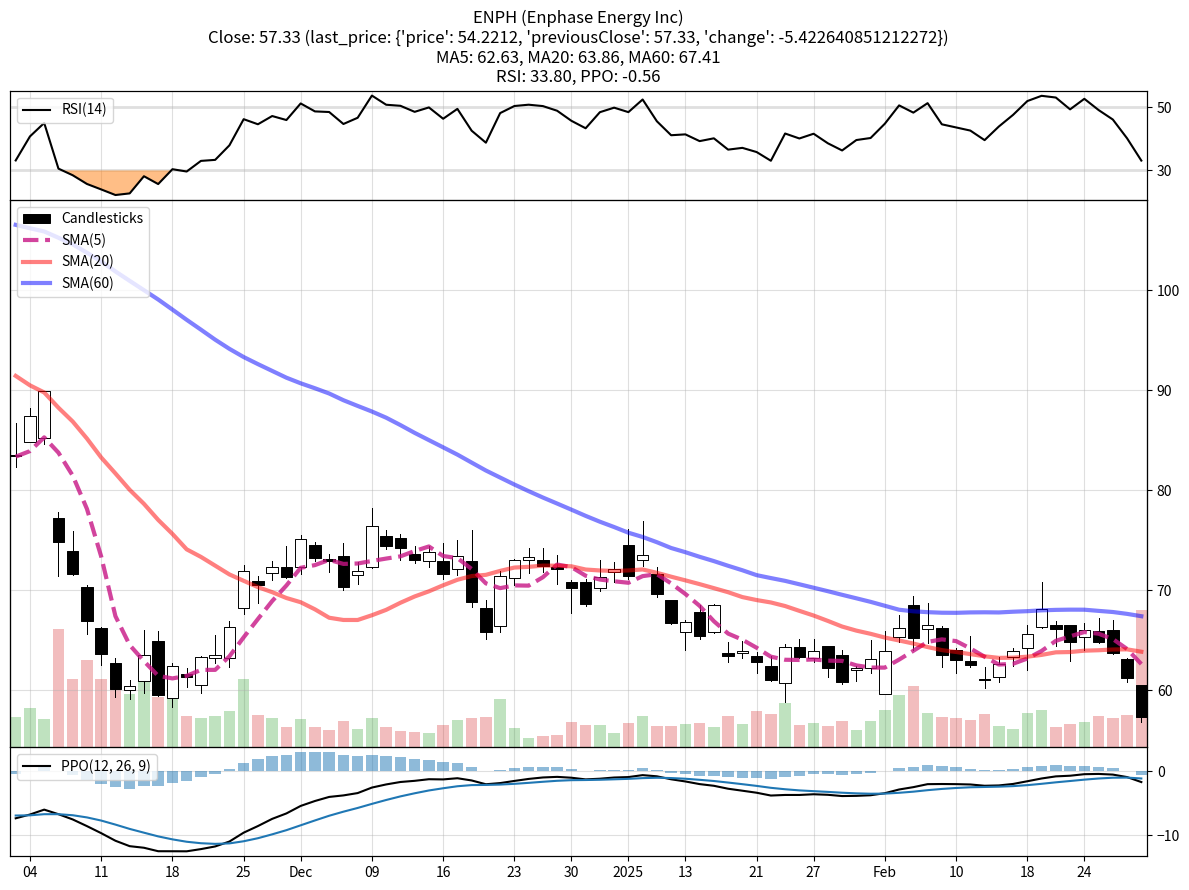 ENPH (Enphase Energy Inc)
Close: 57.33 (last_price: {'price': 54.2212, 'previousClose': 57.33, 'change': -5.422640851212272})
MA5: 62.63, MA20: 63.86, MA60: 67.41
RSI: 33.80, PPO: -0.56
RSI(14)
50
30
Candlesticks
SMA(5)
SMA(20)
SMA(60)
100
90
80
70
60
PPO(12, 26, 9)
0
−10
04 11 18 25 Dec 09 16 23 30 2025 13 21 27 Feb 10 18 24